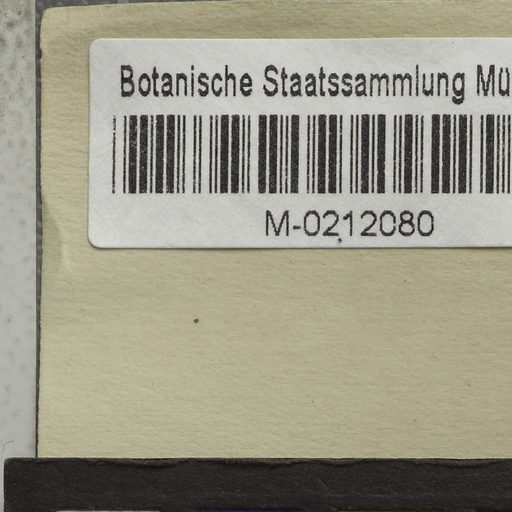 Botanische Staatssammlung Mü
M-0212080